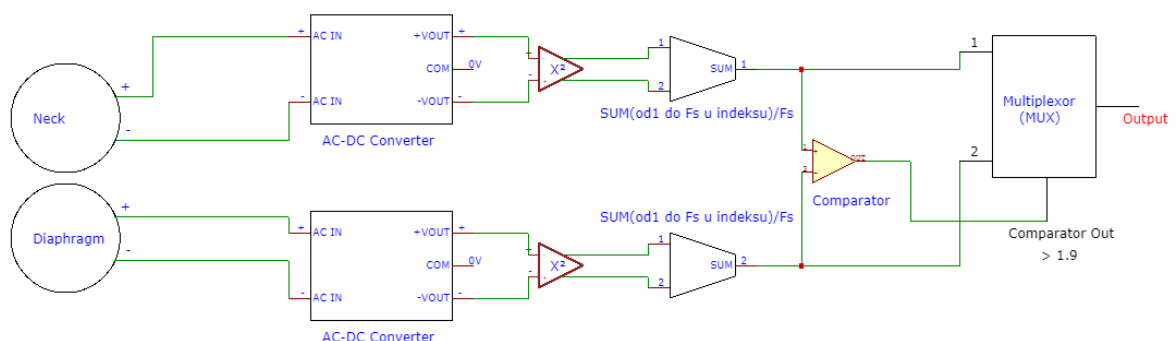 + AC IN +VOUT + 1 1
COM 0V X² SUM 1
+ - AC IN -VOUT - - 2 Multiplexor
(MUX)
Neck SUM(od1 do Fs u indeksu)/Fs Output
- AC-DC Converter
1 OUT 2
2
Comparator
+ SUM(od1 do Fs u indeksu)/Fs
Diaphragm + AC IN +VOUT + 1 Comparator Out
- COM 0V X² SUM 2 > 1.9
- AC IN -VOUT - - 2
AC-DC Converter